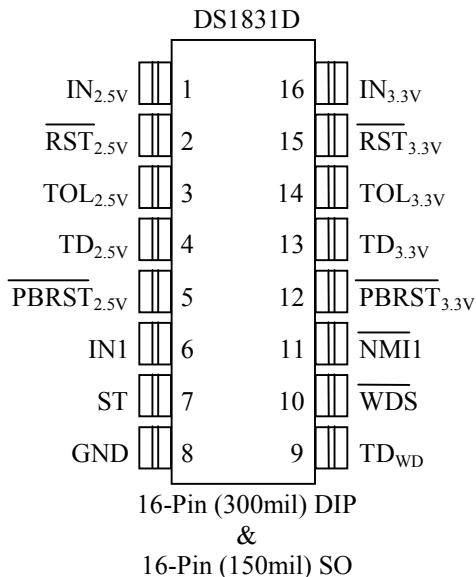 DS1831D
IN2.5V 1 16 IN3.3V
RST2.5V 2 15 RST3.3V
TOL2.5V 3 14 TOL3.3V
TD2.5V 4 13 TD3.3V
PBRST2.5V 5 12 PBRST3.3V
IN1 6 11 NMI1
ST 7 10 WDS
GND 8 9 TDWD
16-Pin (300mil) DIP
&
16-Pin (150mil) SO